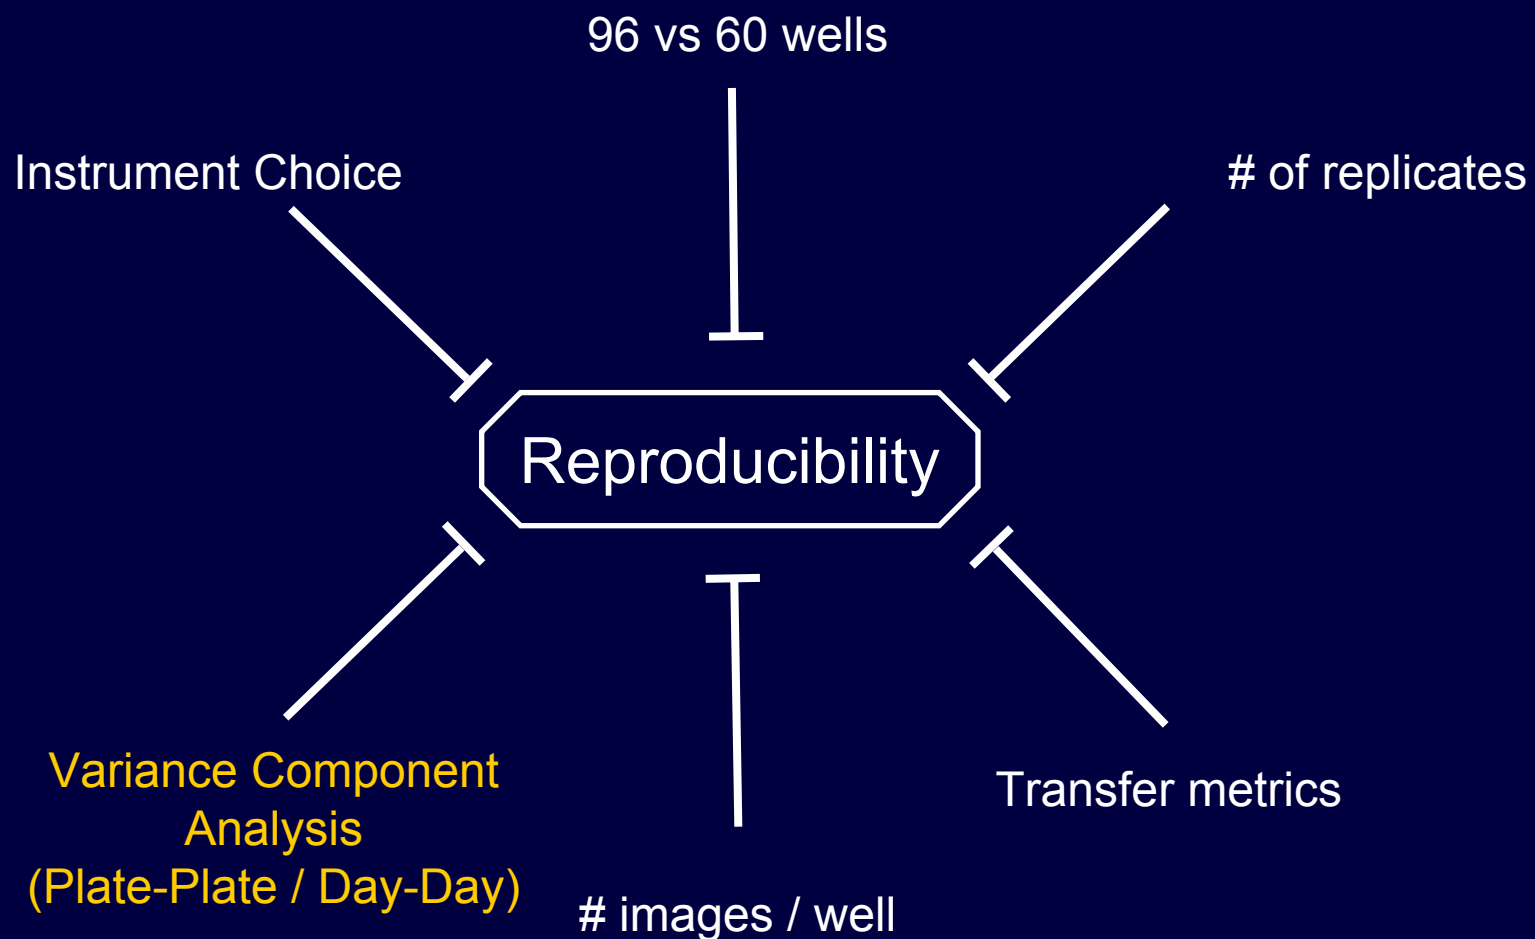 96 vs 60 wells
Instrument Choice
# of replicates
Reproducibility
Variance Component
Analysis
(Plate-Plate / Day-Day)
Transfer metrics
# images / well